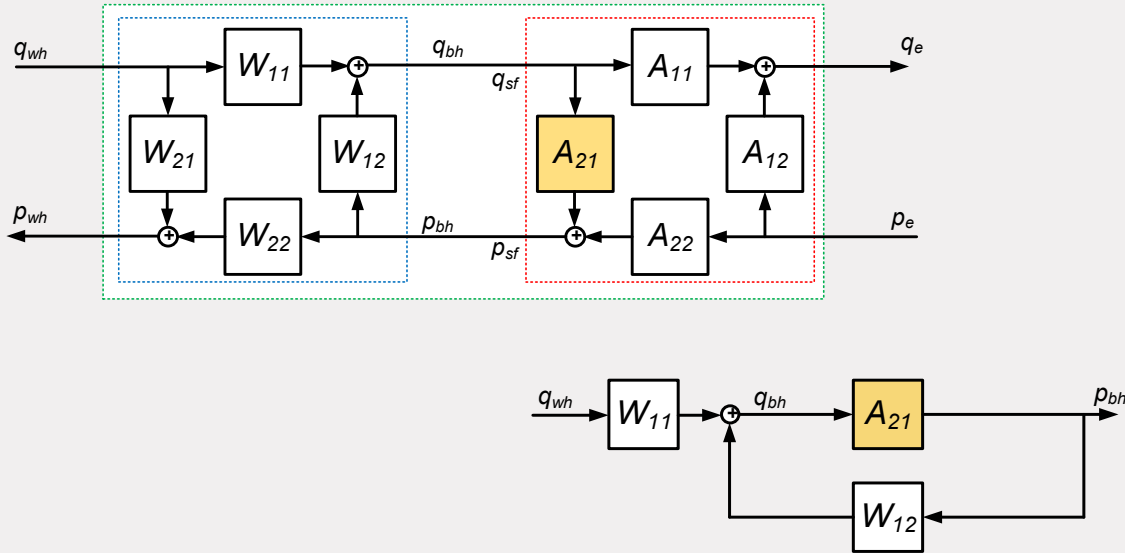 q_wh W_11 q_bh q_sf A_11 q_e
W_21 W_12 A_21 A_12
p_wh W_22 p_bh p_sf A_22 p_e
q_wh W_11 q_bh A_21 p_bh
W_12